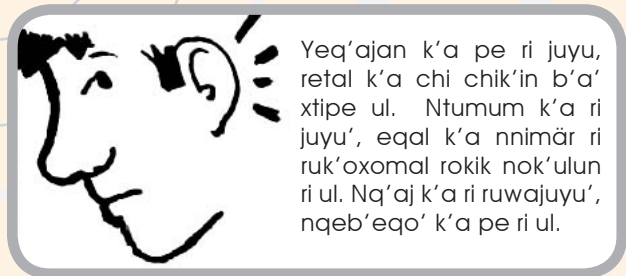 Yeq'ajan k'a pe ri juyu,
retal k'a chi chik'in b'a'
xtipe ul. Ntumum k'a ri
juyu', eqal k'a nnimär ri
ruk'oxomal rokik nok'ulun
ri ul. Nq'aj k'a ri ruwajuyu',
nqeb'eqo' k'a pe ri ul.